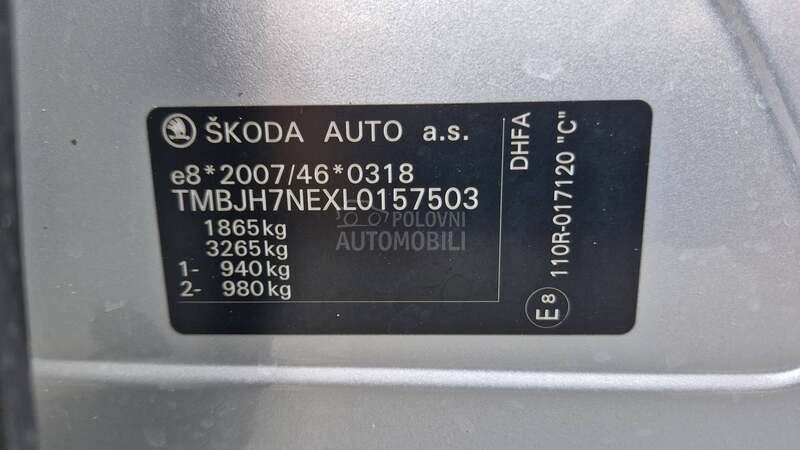 ŠKODA AUTO a.s.
e8*2007/46*0318
TMBJH7NEXL0157503
1865kg
3265kg
1- 940kg
2- 980kg
DHFA
E8 110R-017120 "C"
POLOVNI
AUTOMOBILI